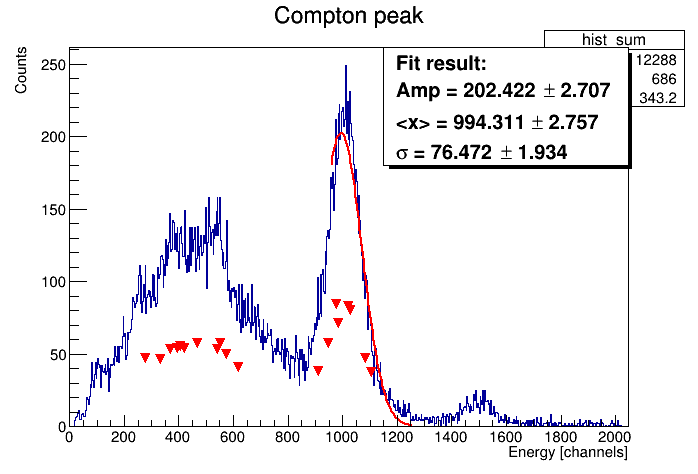 Compton peak
hist_sum
12288
686
343.2
Fit result:
Amp = 202.422 ± 2.707
<x> = 994.311 ± 2.757
σ = 76.472 ± 1.934
Counts
250
200
150
100
50
0
0 200 400 600 800 1000 1200 1400 1600 1800 2000
Energy [channels]